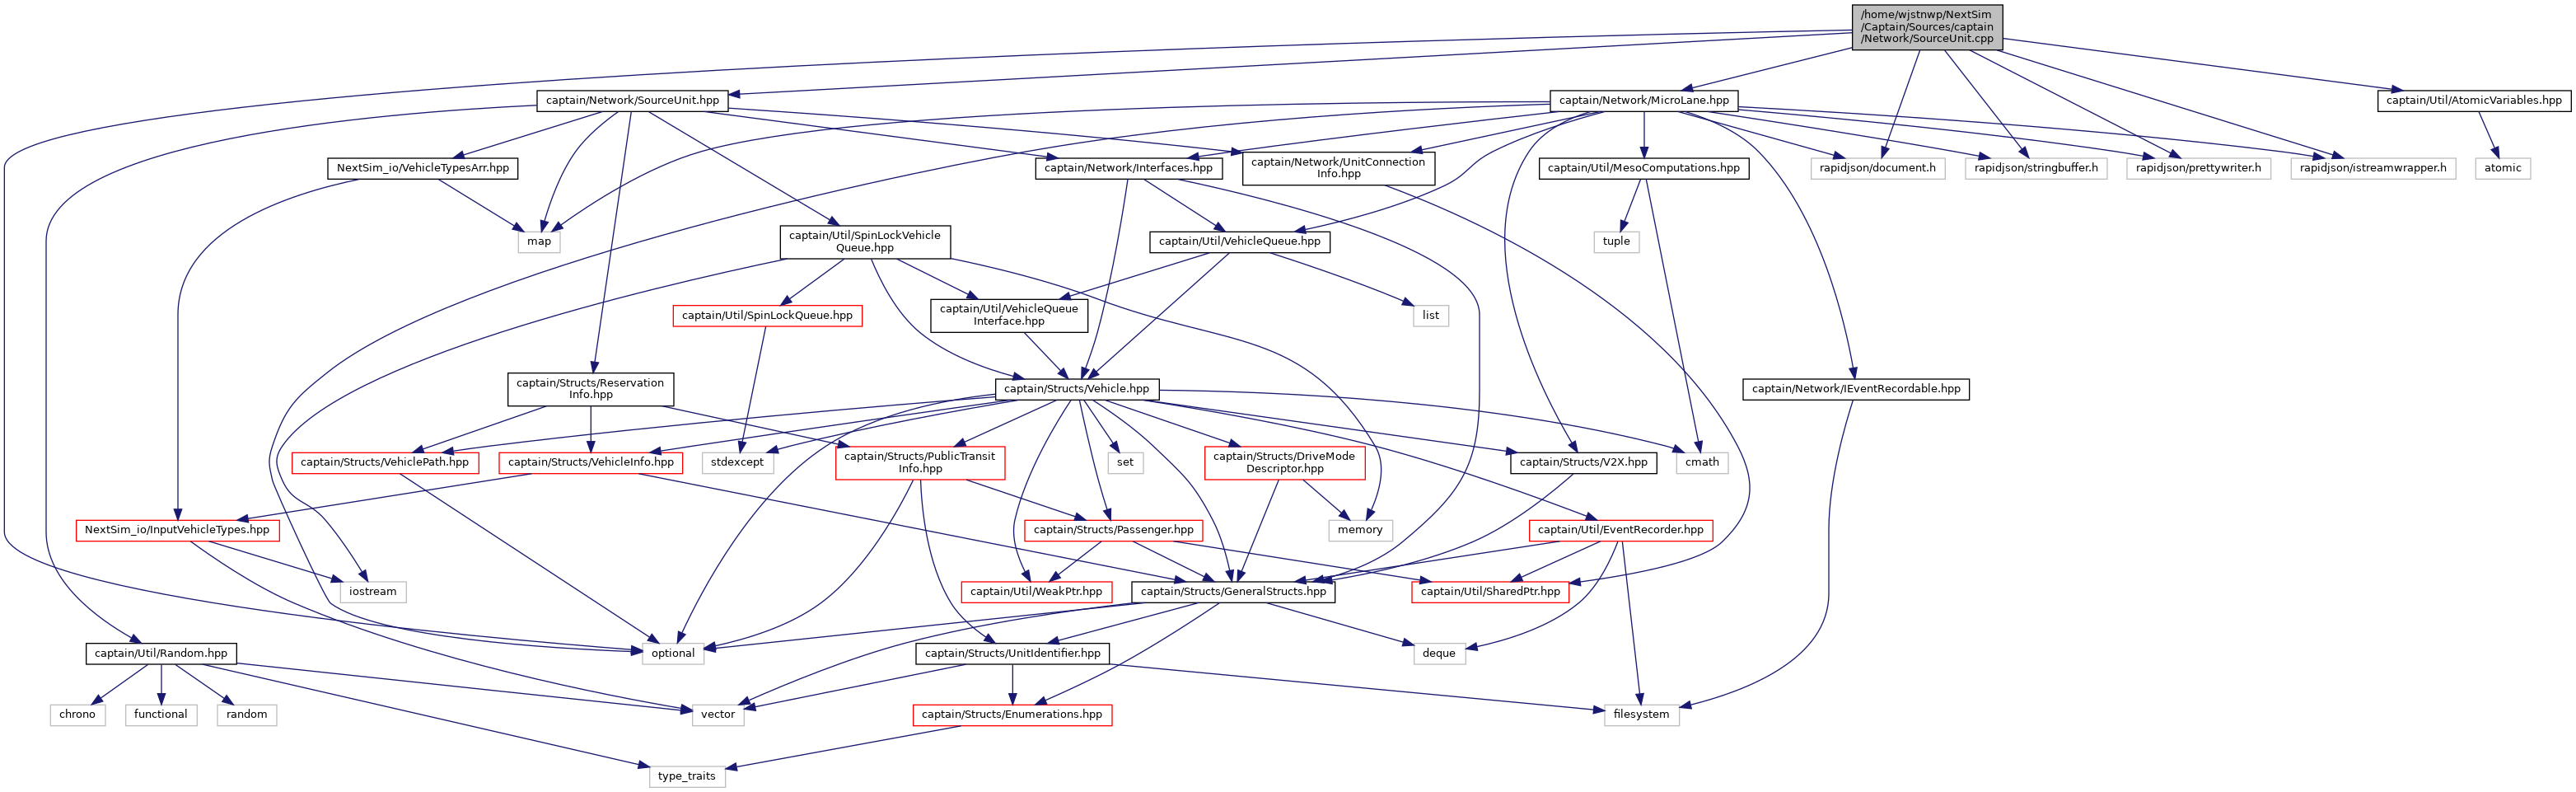 /home/wjstnwp/NextSim
/Captain/Sources/captain
/Network/SourceUnit.cpp
captain/Network/SourceUnit.hpp
captain/Network/MicroLane.hpp
captain/Util/AtomicVariables.hpp
NextSim_io/VehicleTypesArr.hpp
captain/Network/Interfaces.hpp
captain/Network/UnitConnection
Info.hpp
captain/Util/MesoComputations.hpp
rapidjson/document.h
rapidjson/stringbuffer.h
rapidjson/prettywriter.h
rapidjson/istreamwrapper.h
atomic
map
captain/Util/SpinLockVehicle
Queue.hpp
captain/Util/VehicleQueue.hpp
tuple
captain/Util/SpinLockQueue.hpp
captain/Util/VehicleQueue
Interface.hpp
list
captain/Structs/Reservation
Info.hpp
captain/Structs/Vehicle.hpp
captain/Network/IEventRecordable.hpp
captain/Structs/VehiclePath.hpp
captain/Structs/VehicleInfo.hpp
stdexcept
captain/Structs/PublicTransit
Info.hpp
set
captain/Structs/DriveMode
Descriptor.hpp
captain/Structs/V2X.hpp
cmath
NextSim_io/InputVehicleTypes.hpp
captain/Structs/Passenger.hpp
memory
captain/Util/EventRecorder.hpp
iostream
captain/Util/WeakPtr.hpp
captain/Structs/GeneralStructs.hpp
captain/Util/SharedPtr.hpp
captain/Util/Random.hpp
optional
captain/Structs/UnitIdentifier.hpp
deque
chrono
functional
random
vector
captain/Structs/Enumerations.hpp
filesystem
type_traits